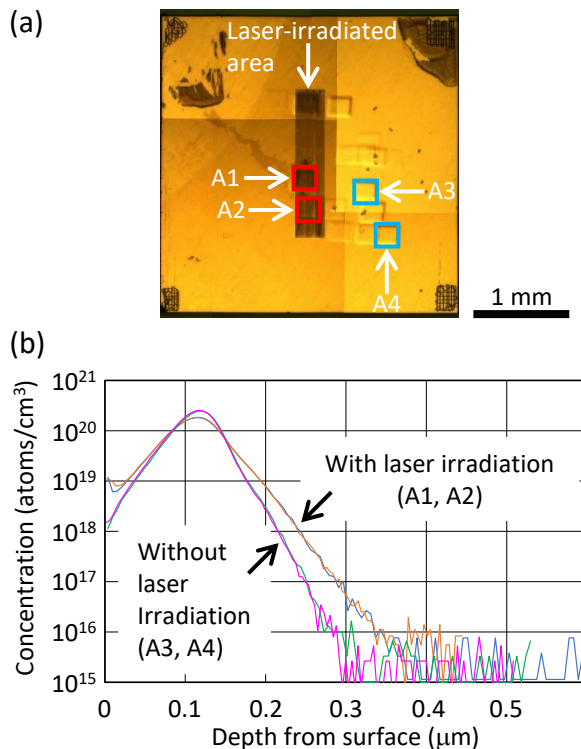 (a)
Laser-irradiated
area
A1
A2
A3
A4
1 mm
(b)
Concentration (atoms/cm³)
10²¹
10²⁰
10¹⁹
10¹⁸
10¹⁷
10¹⁶
10¹⁵
With laser irradiation
(A1, A2)
Without
laser
Irradiation
(A3, A4)
0
0.1
0.2
0.3
0.4
0.5
Depth from surface (μm)